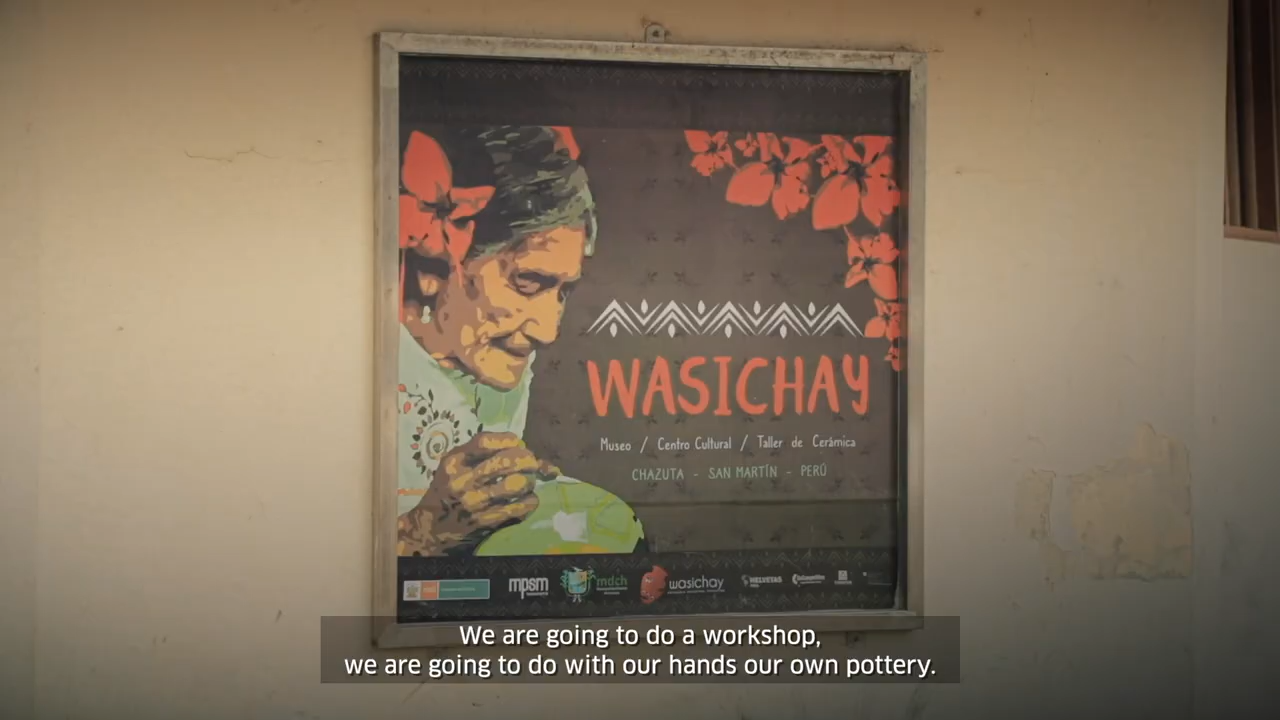 WASICHAY
Museo / Centro Cultural / Taller de Cerámica
CHAZUTA - SAN MARTÍN - PERÚ
mpsm
mdch
wasichay
HELVETAS
We are going to do a workshop,
we are going to do with our hands our own pottery.